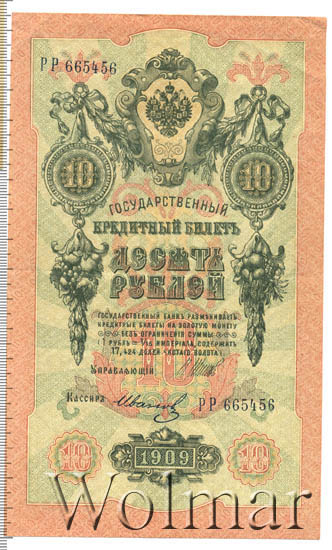 РР 665456
10 10
ГОСУДАРСТВЕННЫЙ
КРЕДИТНЫЙ БИЛЕТЪ
ДЕСЯТЬ
РУБЛЕЙ
ГОСУДАРСТВЕННЫЙ БАНКЪ РАЗМѢНИВАЕТЪ
КРЕДИТНЫЕ БИЛЕТЫ НА ЗОЛОТУЮ МОНЕТУ
БЕЗЪ ОГРАНИЧЕНІЯ СУММЫ
(1 РУБЛЬ = 1/15 ИМПЕРІАЛА, СОДЕРЖИТЪ
17,424 ДОЛЕЙ ЧИСТАГО ЗОЛОТА)
10
Управляющій
Кассиръ
РР 665456
10 1909 10
Wolmar